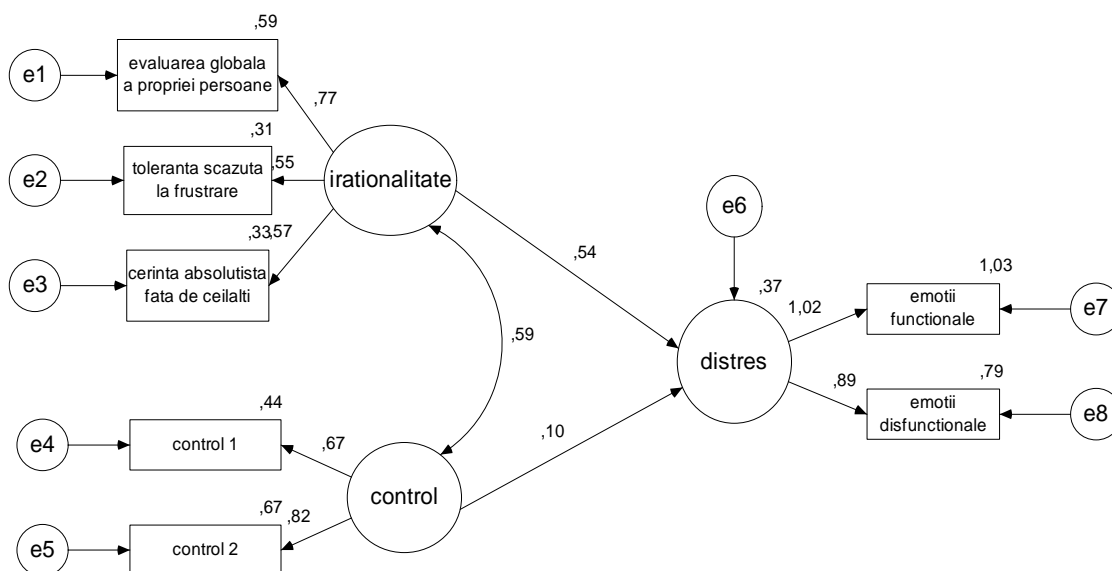 ,59
e1
evaluarea globala
a propriei persoane
,77
,31
e2
toleranta scazuta
la frustrare
,55
irationalitate
e6
,33
,57
e3
cerinta absolutista
fata de ceilalti
,54
,37
1,03
1,02
emotii
functionale
e7
,59
distres
,79
,89
emotii
disfunctionale
e8
,44
e4
control 1
,67
,10
control
,67
,82
e5
control 2